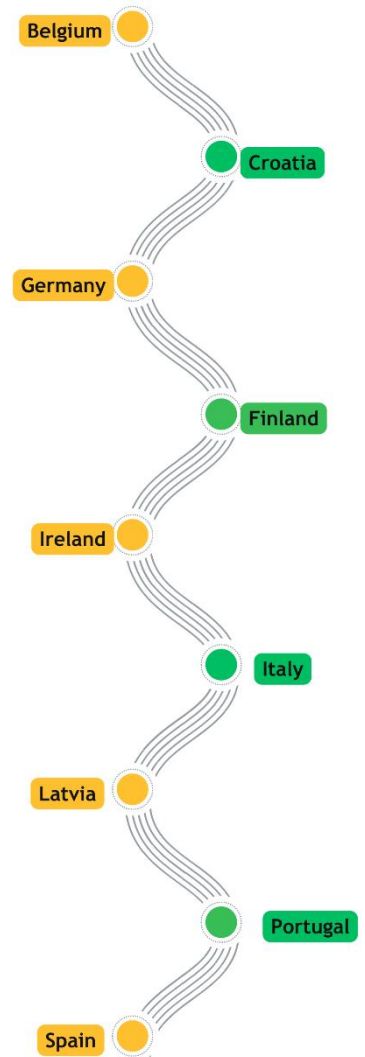 Belgium
Croatia
Germany
Finland
Ireland
Italy
Latvia
Portugal
Spain